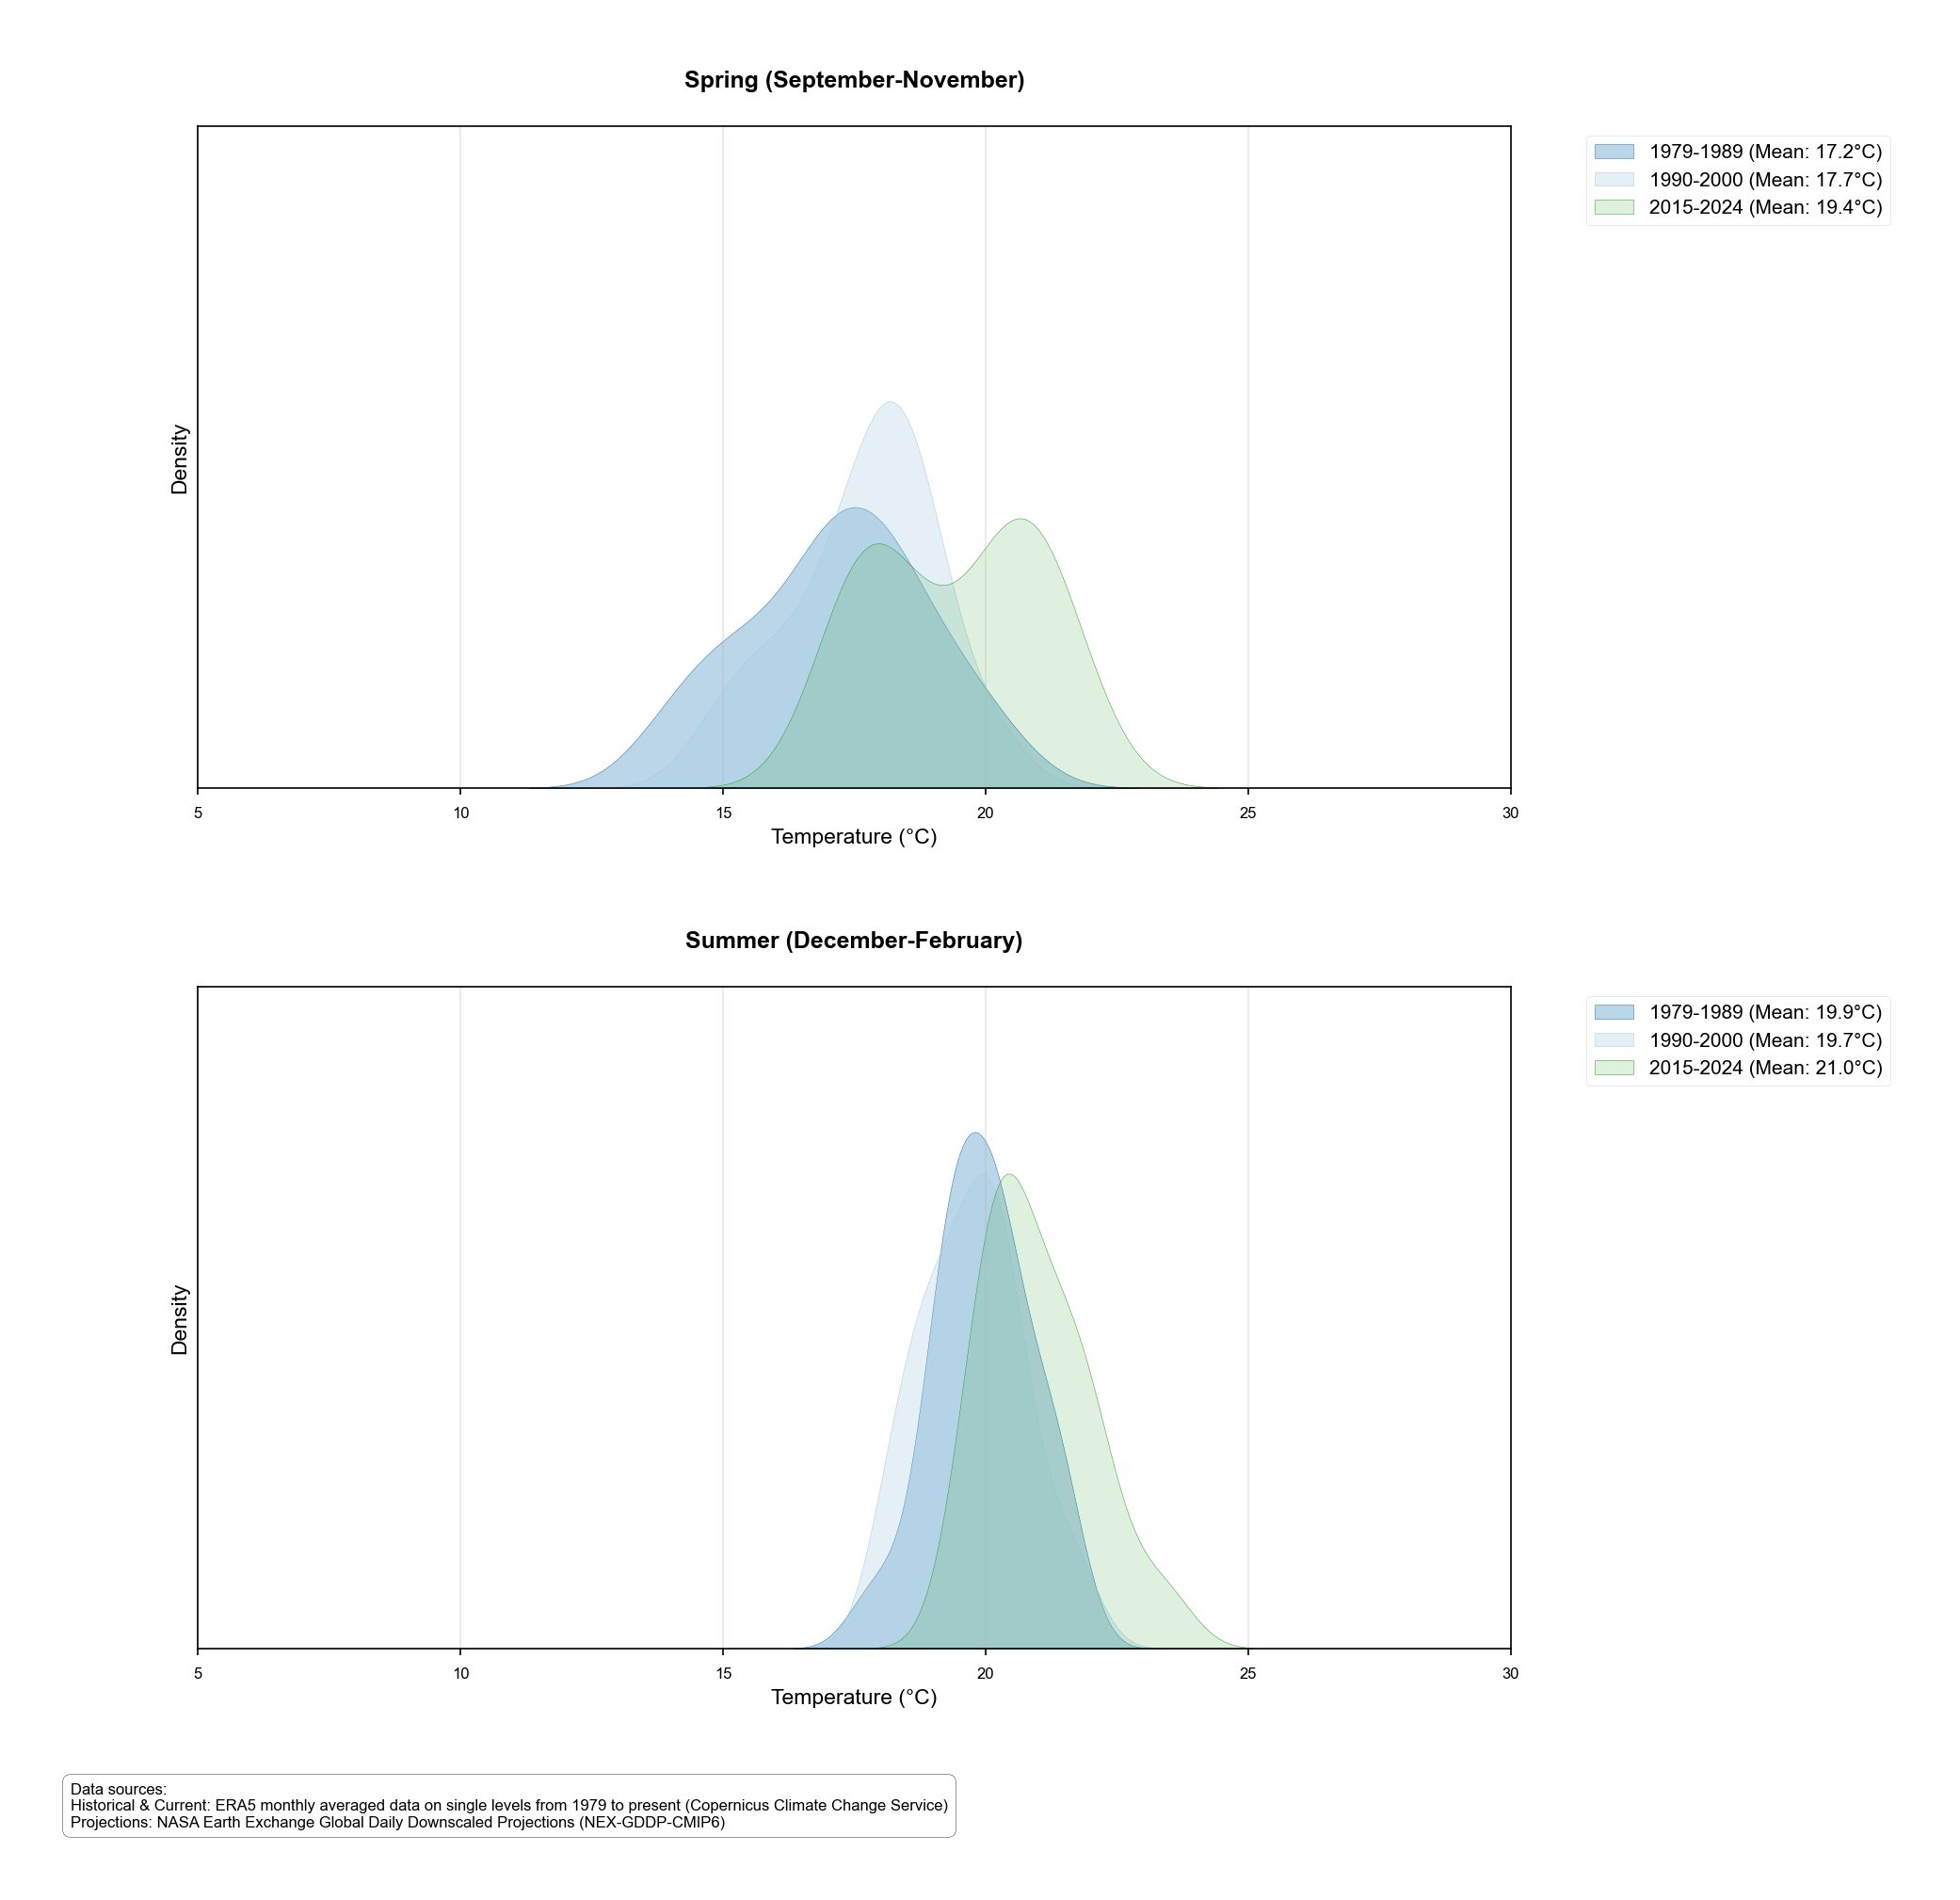 Spring (September-November)
1979-1989 (Mean: 17.2°C)
1990-2000 (Mean: 17.7°C)
2015-2024 (Mean: 19.4°C)
Density
5 10 15 20 25 30
Temperature (°C)
Summer (December-February)
1979-1989 (Mean: 19.9°C)
1990-2000 (Mean: 19.7°C)
2015-2024 (Mean: 21.0°C)
Density
5 10 15 20 25 30
Temperature (°C)
Data sources:
Historical & Current: ERA5 monthly averaged data on single levels from 1979 to present (Copernicus Climate Change Service)
Projections: NASA Earth Exchange Global Daily Downscaled Projections (NEX-GDDP-CMIP6)